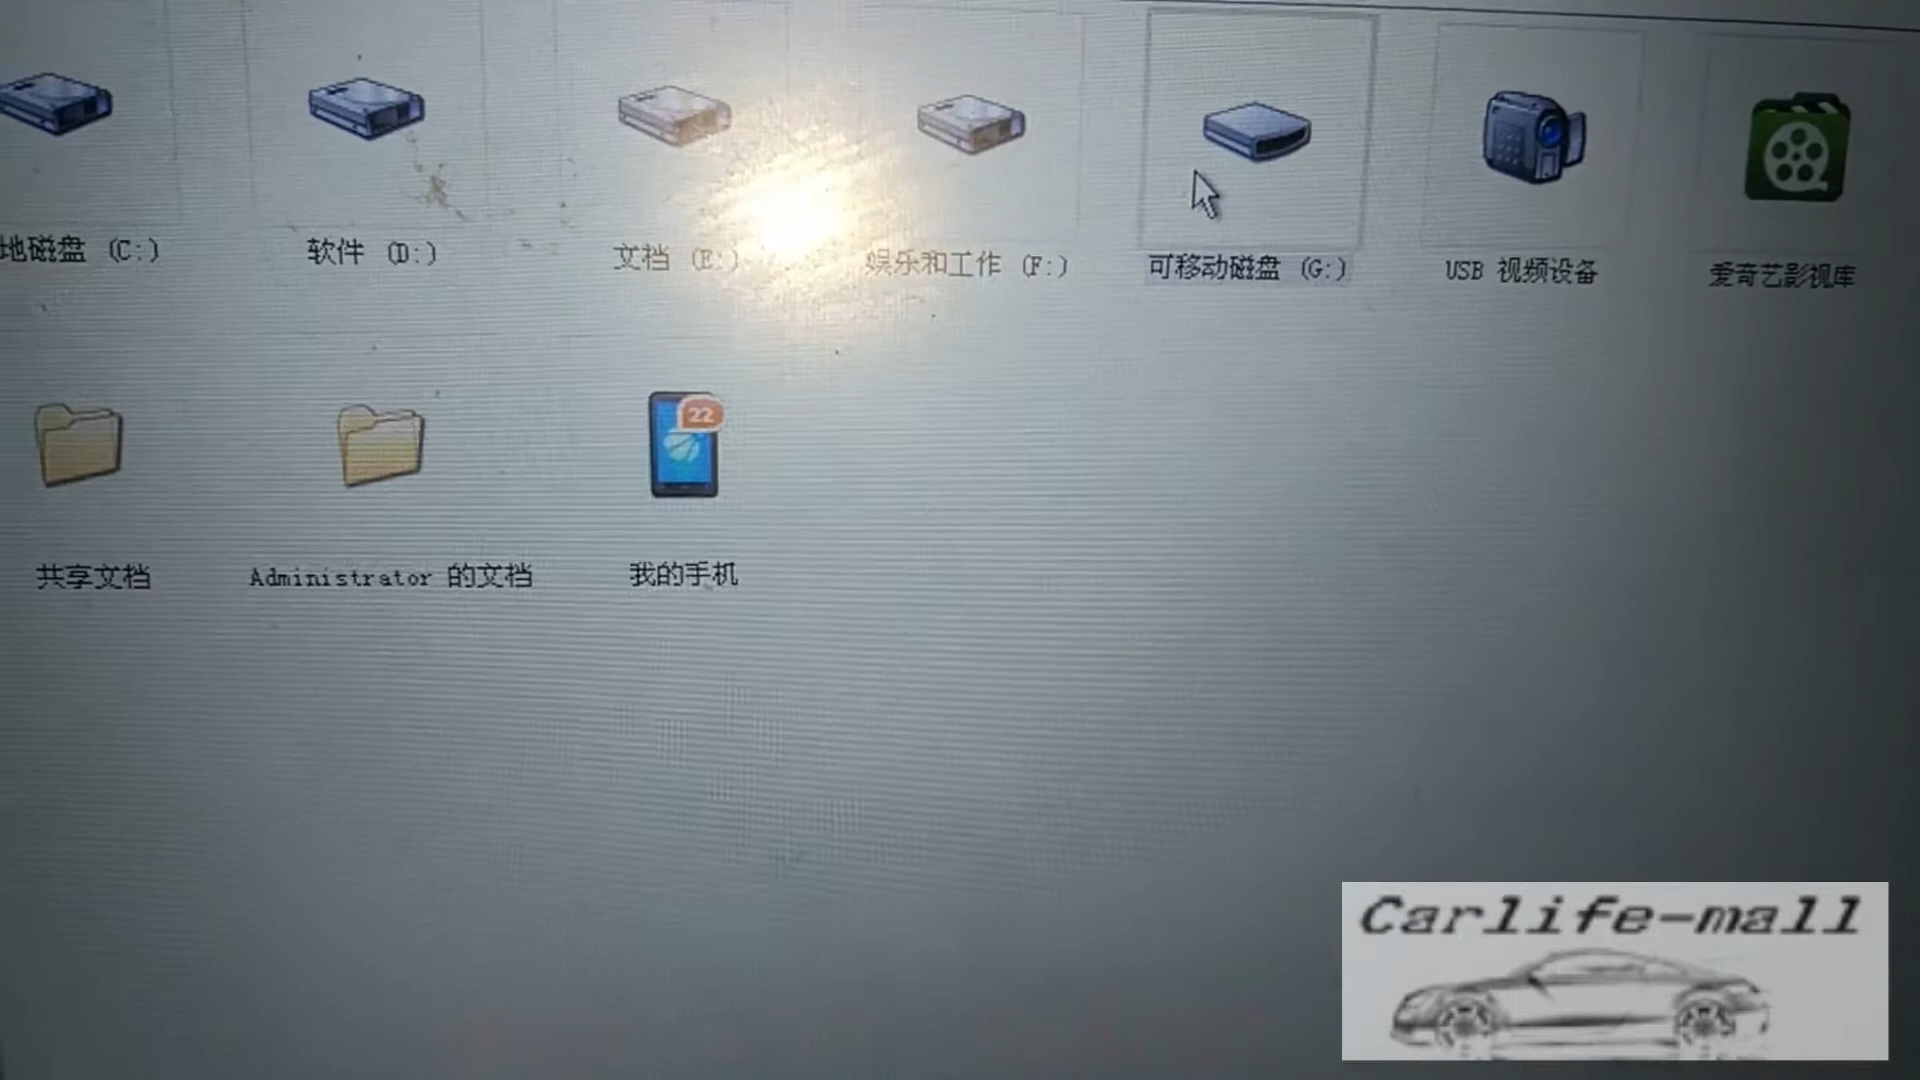 地磁盘 (C:)
软件 (D:)
文档 (E:)
娱乐和工作 (F:)
可移动磁盘 (G:)
USB 视频设备
爱奇艺影视库
22
共享文档
Administrator 的文档
我的手机
Carlife-mall